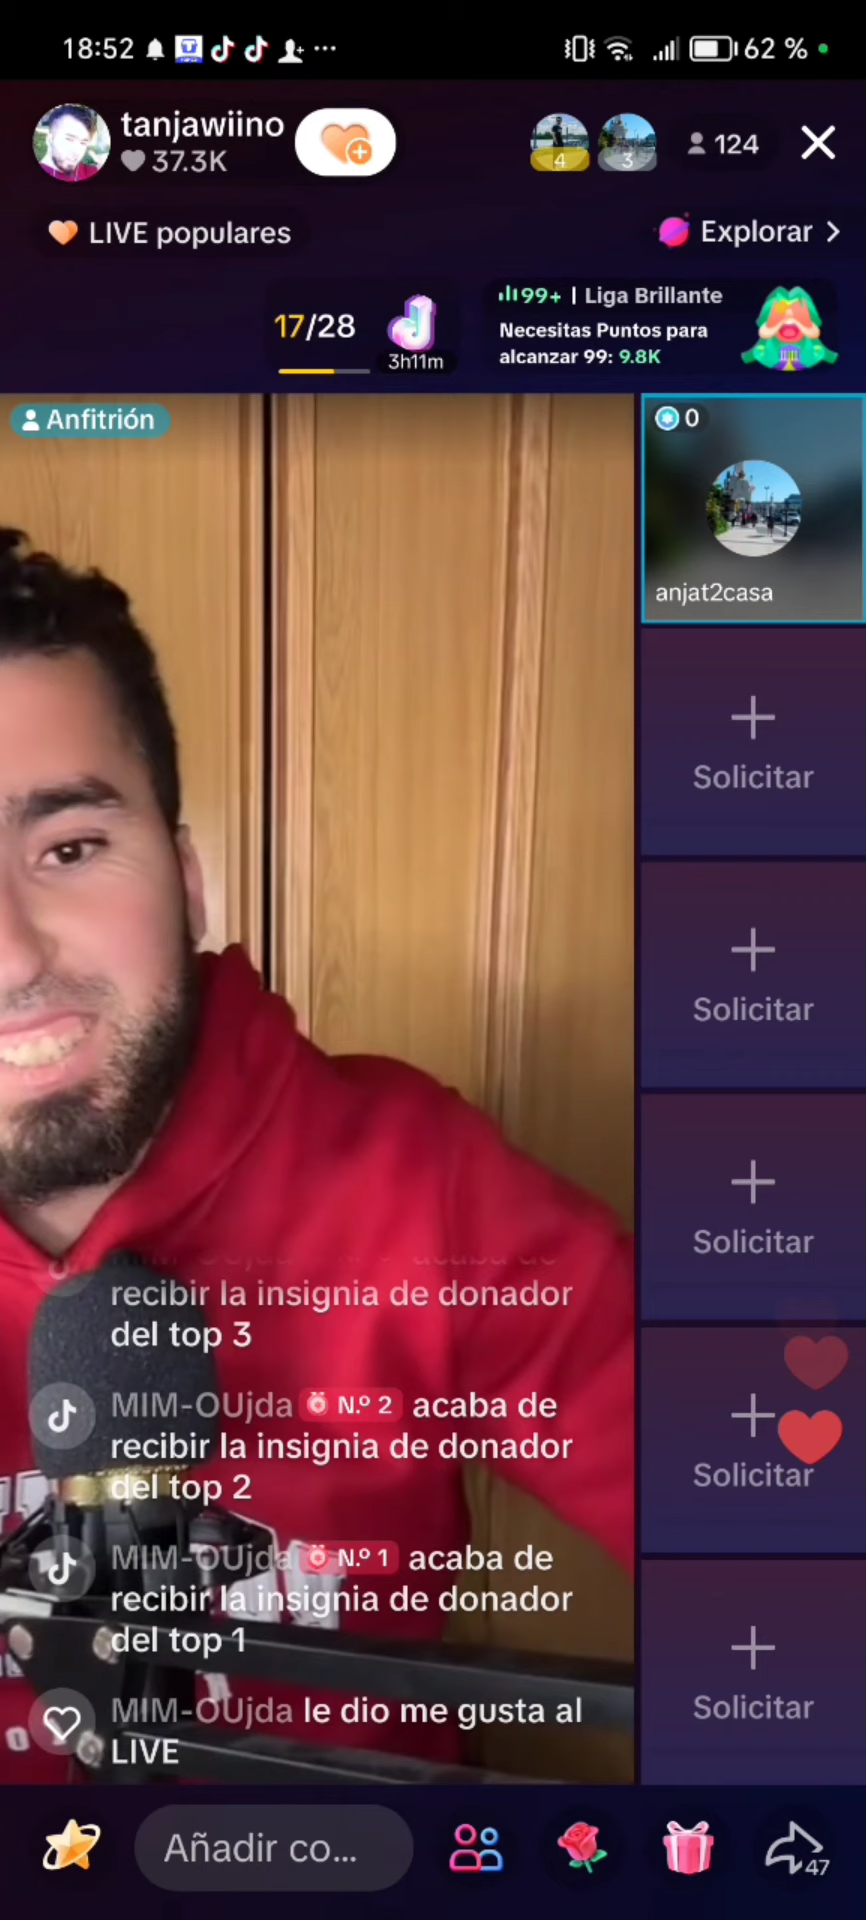 18:52 62 %
tanjawiino
37.3K
4
3
124
LIVE populares
Explorar
17/28
3h11m
99+ | Liga Brillante
Necesitas Puntos para
alcanzar 99: 9.8K
Anfitrión
0
anjat2casa
Solicitar
Solicitar
Solicitar
Solicitar
Solicitar
recibir la insignia de donador
del top 3
MIM-OUjda N.º 2 acaba de
recibir la insignia de donador
del top 2
MIM-OUjda N.º 1 acaba de
recibir la insignia de donador
del top 1
MIM-OUjda le dio me gusta al
LIVE
Añadir co...
47